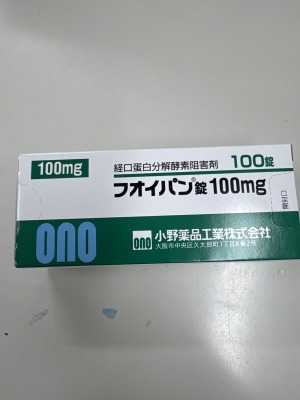 100mg
経口蛋白分解酵素阻害剤 100錠
フオイパン®錠100mg
ono
ono 小野薬品工業株式会社
大阪市中央区久太郎町1丁目8番2号